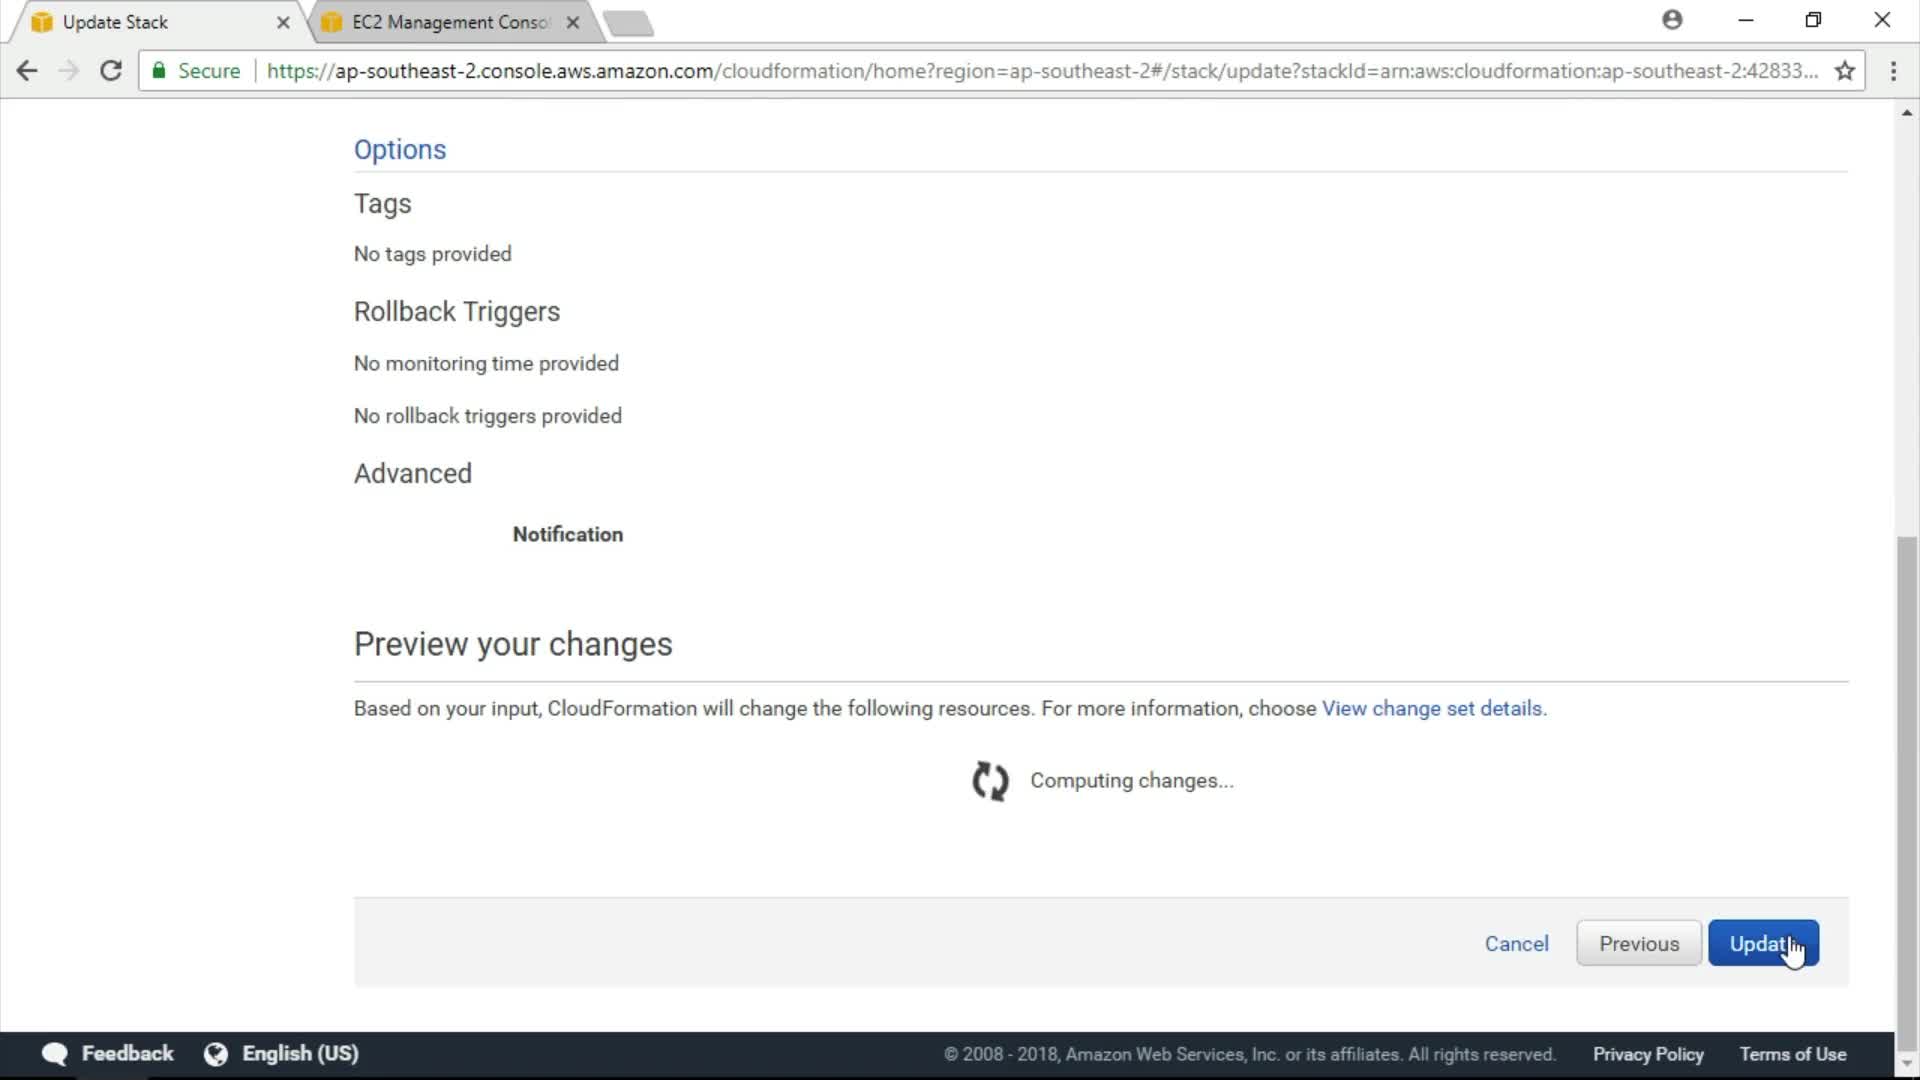 Update Stack
EC2 Management Conso
Secure
https://ap-southeast-2.console.aws.amazon.com/cloudformation/home?region=ap-southeast-2#/stack/update?stackId=arn:aws:cloudformation:ap-southeast-2:42833...
Options
Tags
No tags provided
Rollback Triggers
No monitoring time provided
No rollback triggers provided
Advanced
Notification
Preview your changes
Based on your input, CloudFormation will change the following resources. For more information, choose View change set details.
Computing changes...
Cancel
Previous
Update
Feedback
English (US)
© 2008 - 2018, Amazon Web Services, Inc. or its affiliates. All rights reserved.
Privacy Policy
Terms of Use